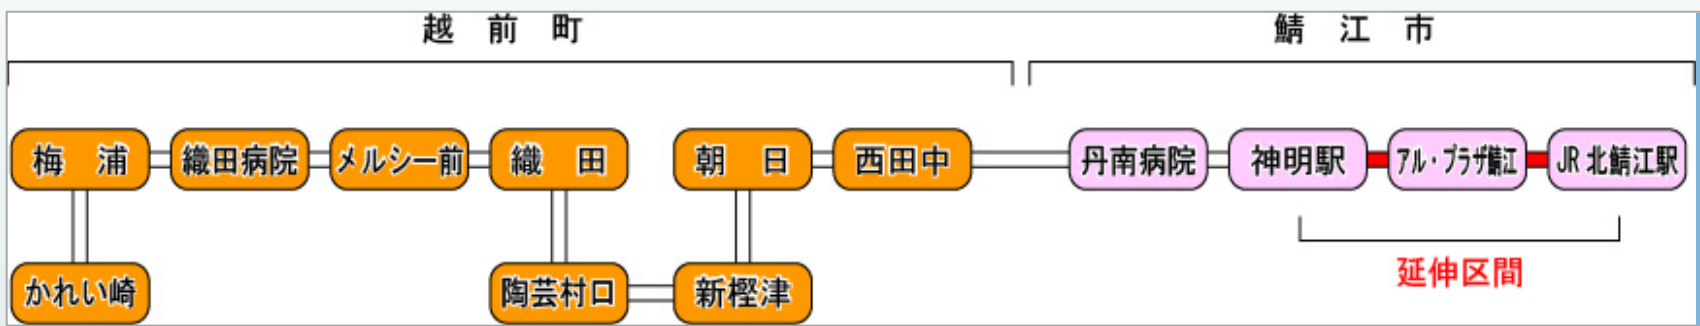 越前町 鯖江市
梅浦 織田病院 メルシー前 織田 朝日 西田中 丹南病院 神明駅 アル・プラザ鯖江 JR北鯖江駅
延伸区間
かれい崎 陶芸村口 新樫津